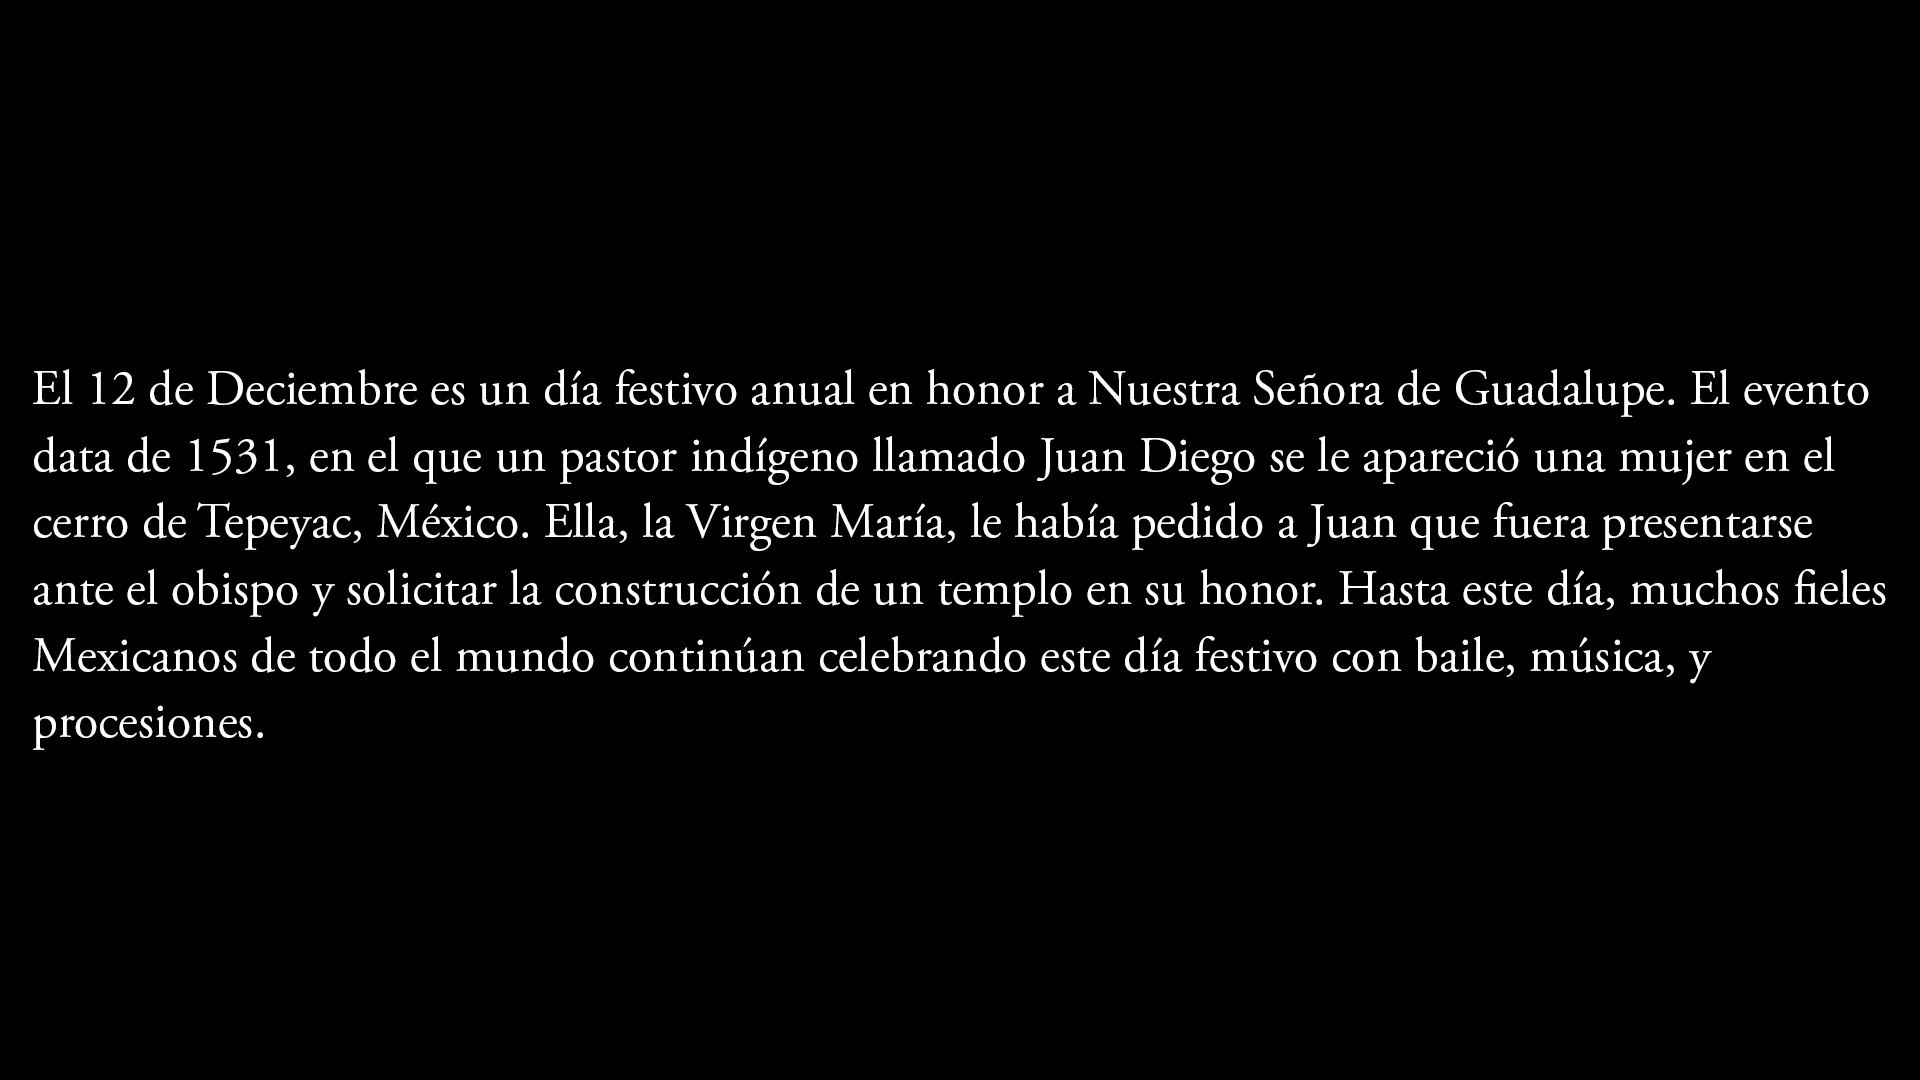 El 12 de Deciembre es un día festivo anual en honor a Nuestra Señora de Guadalupe. El evento
data de 1531, en el que un pastor indígeno llamado Juan Diego se le apareció una mujer en el
cerro de Tepeyac, México. Ella, la Virgen María, le había pedido a Juan que fuera presentarse
ante el obispo y solicitar la construcción de un templo en su honor. Hasta este día, muchos fieles
Mexicanos de todo el mundo continúan celebrando este día festivo con baile, música, y
procesiones.